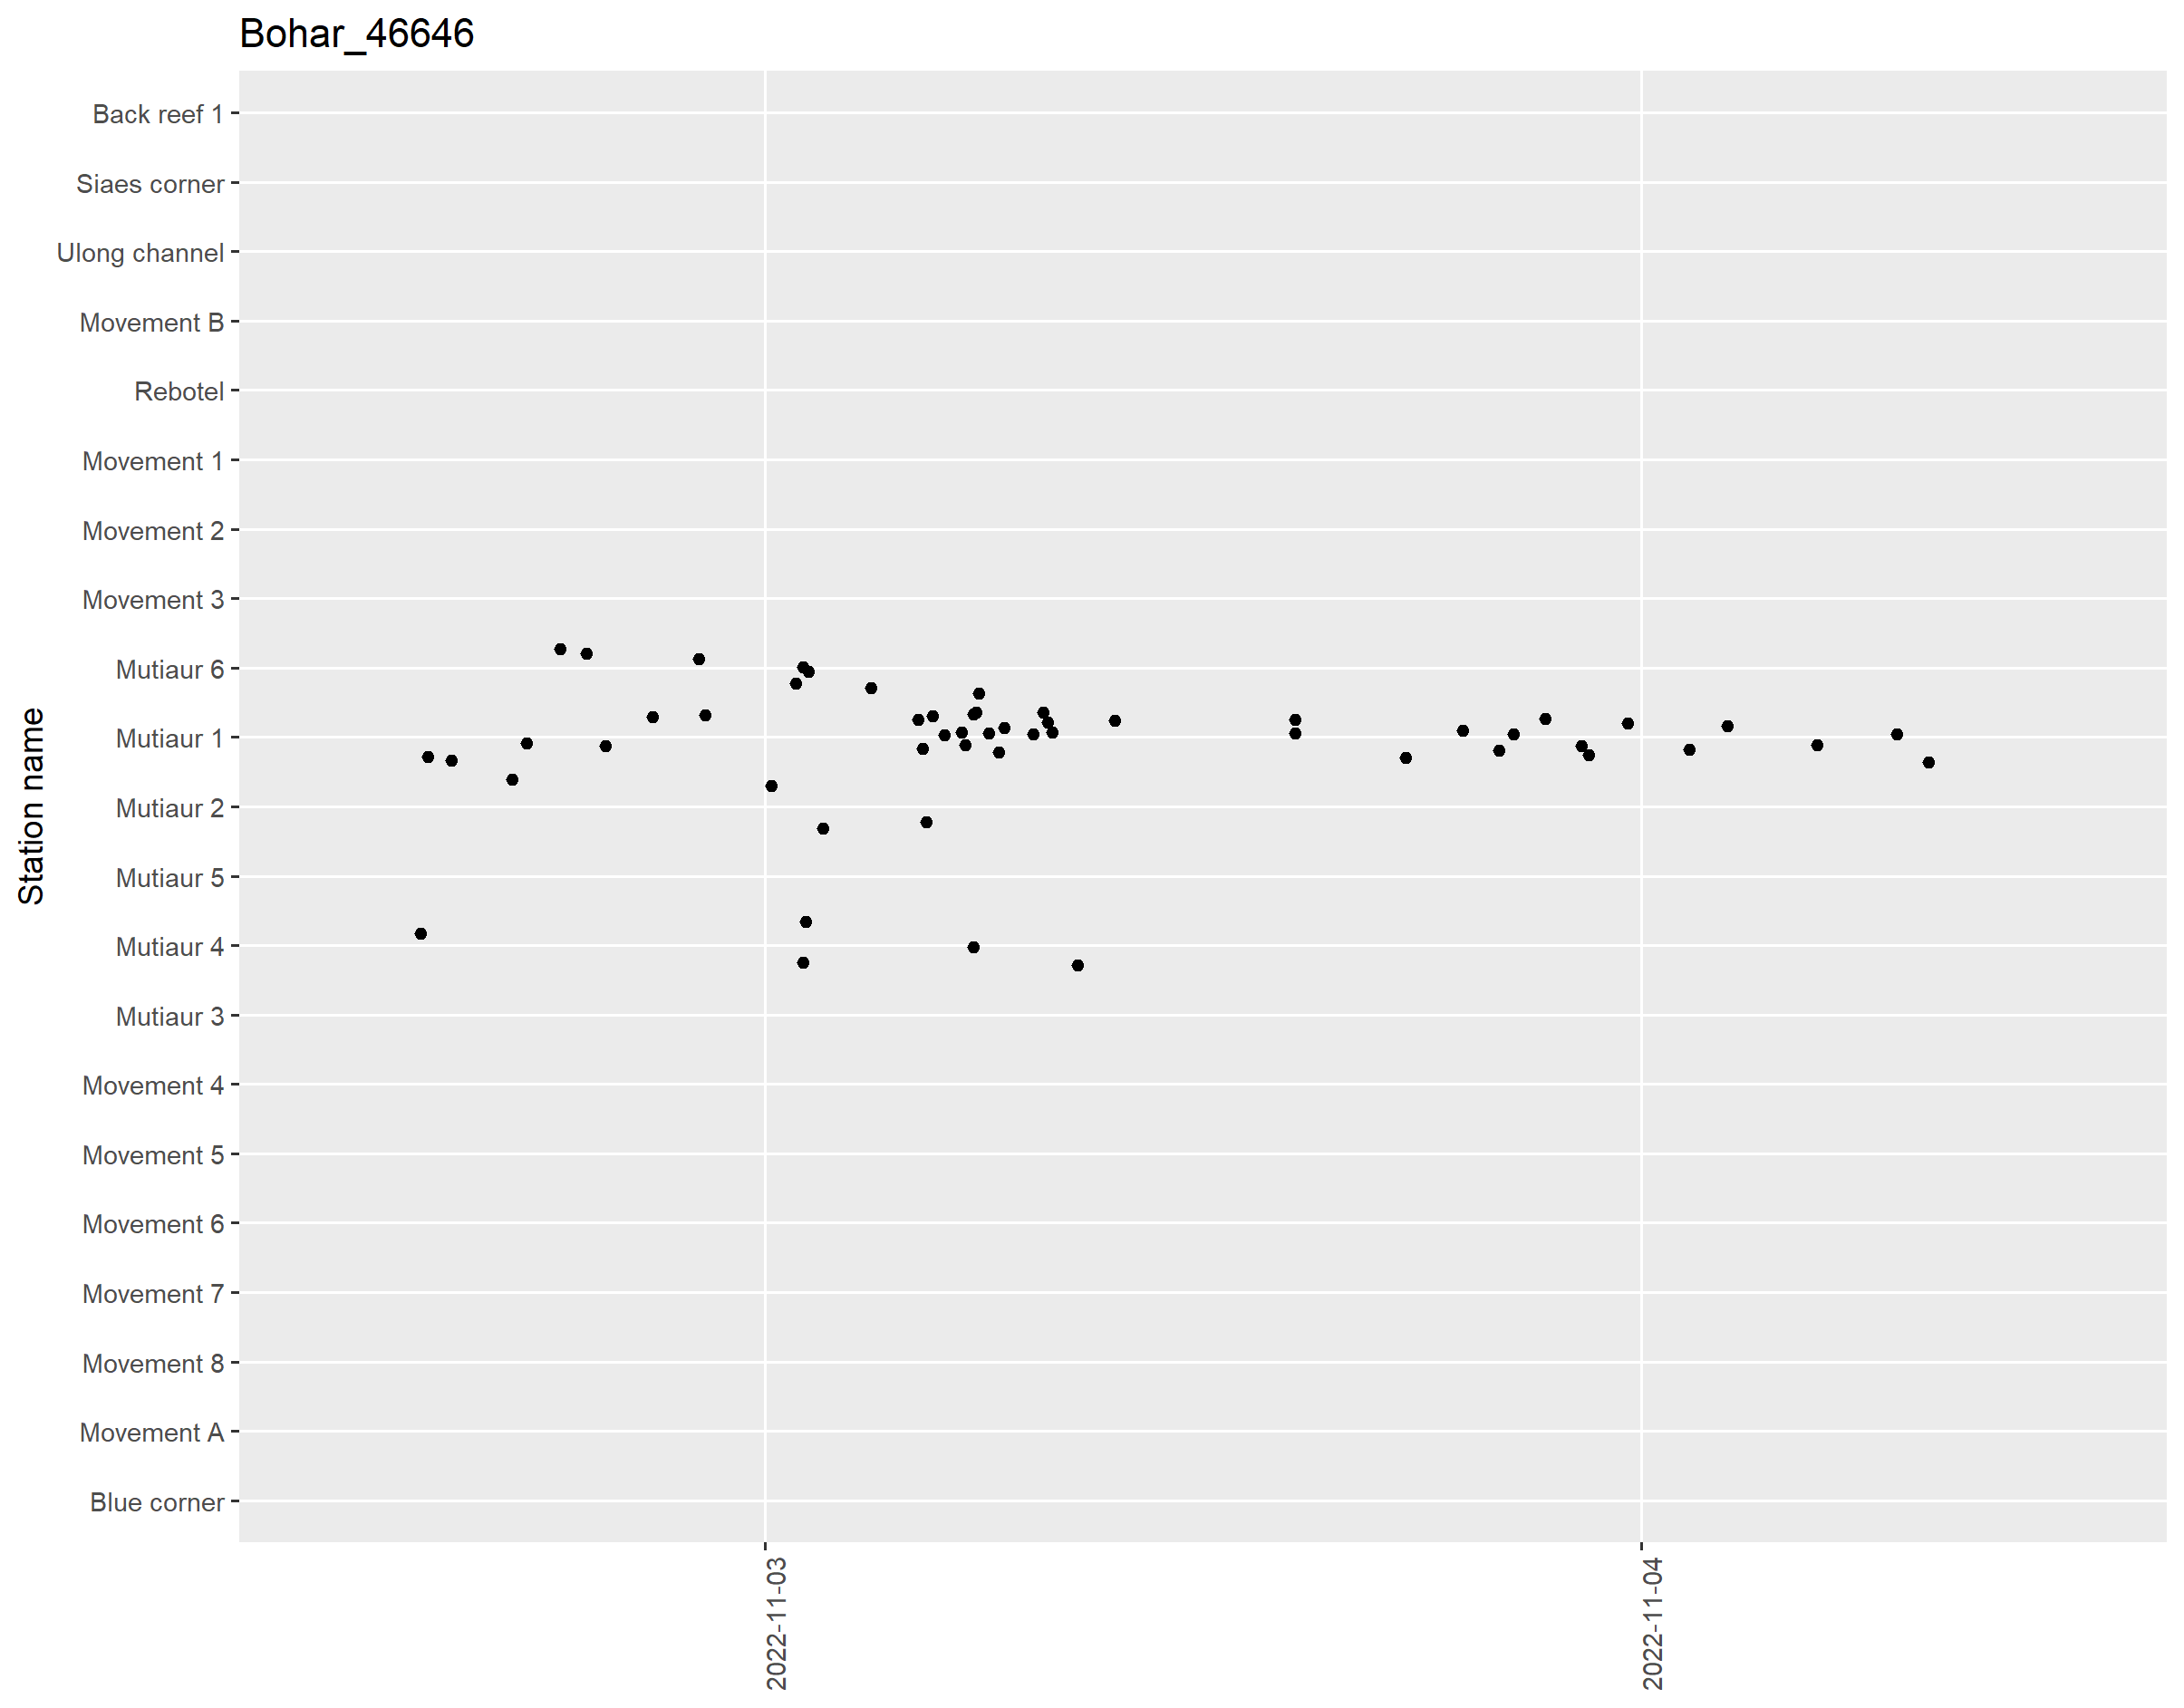 Bohar_46646
Back reef 1
Siaes corner
Ulong channel
Movement B
Rebotel
Movement 1
Movement 2
Movement 3
Mutiaur 6
Mutiaur 1
Mutiaur 2
Mutiaur 5
Mutiaur 4
Mutiaur 3
Movement 4
Movement 5
Movement 6
Movement 7
Movement 8
Movement A
Blue corner
Station name
2022-11-03
2022-11-04